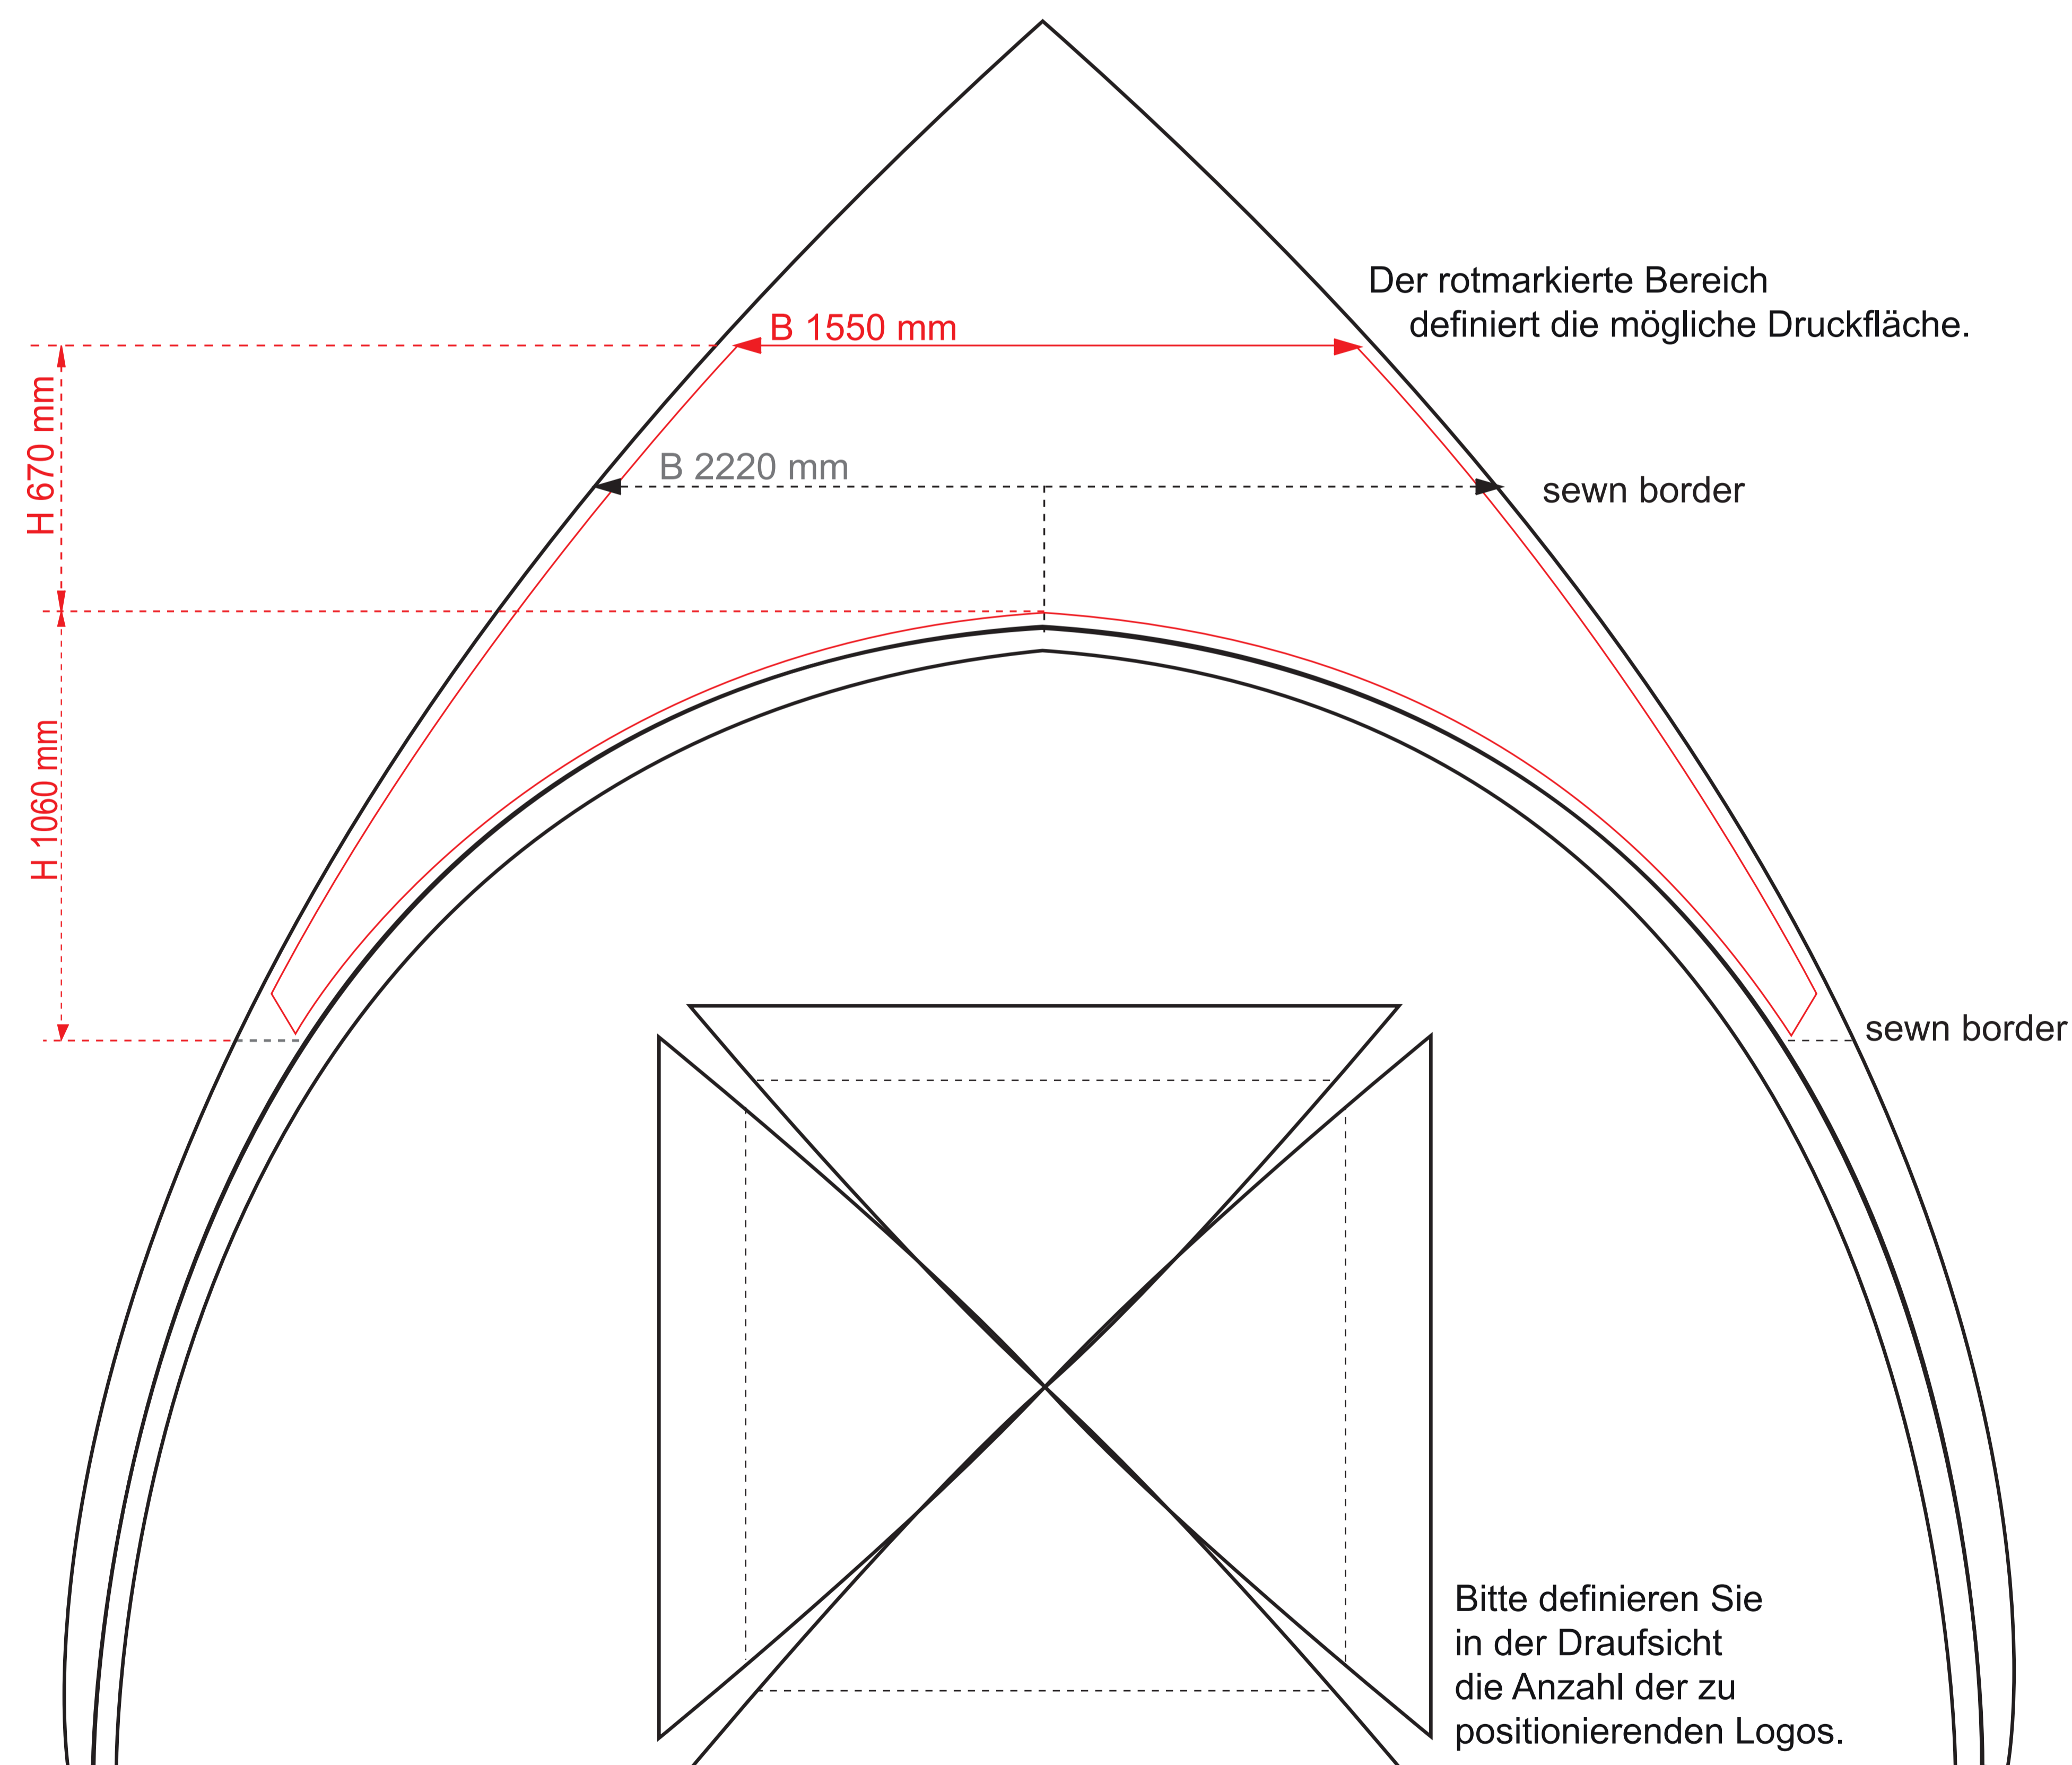 Der rotmarkierte Bereich
definiert die mögliche Druckfläche.
B 1550 mm
H 670 mm
B 2220 mm
sewn border
H 1060 mm
sewn border
Bitte definieren Sie
in der Draufsicht
die Anzahl der zu
positionierenden Logos.